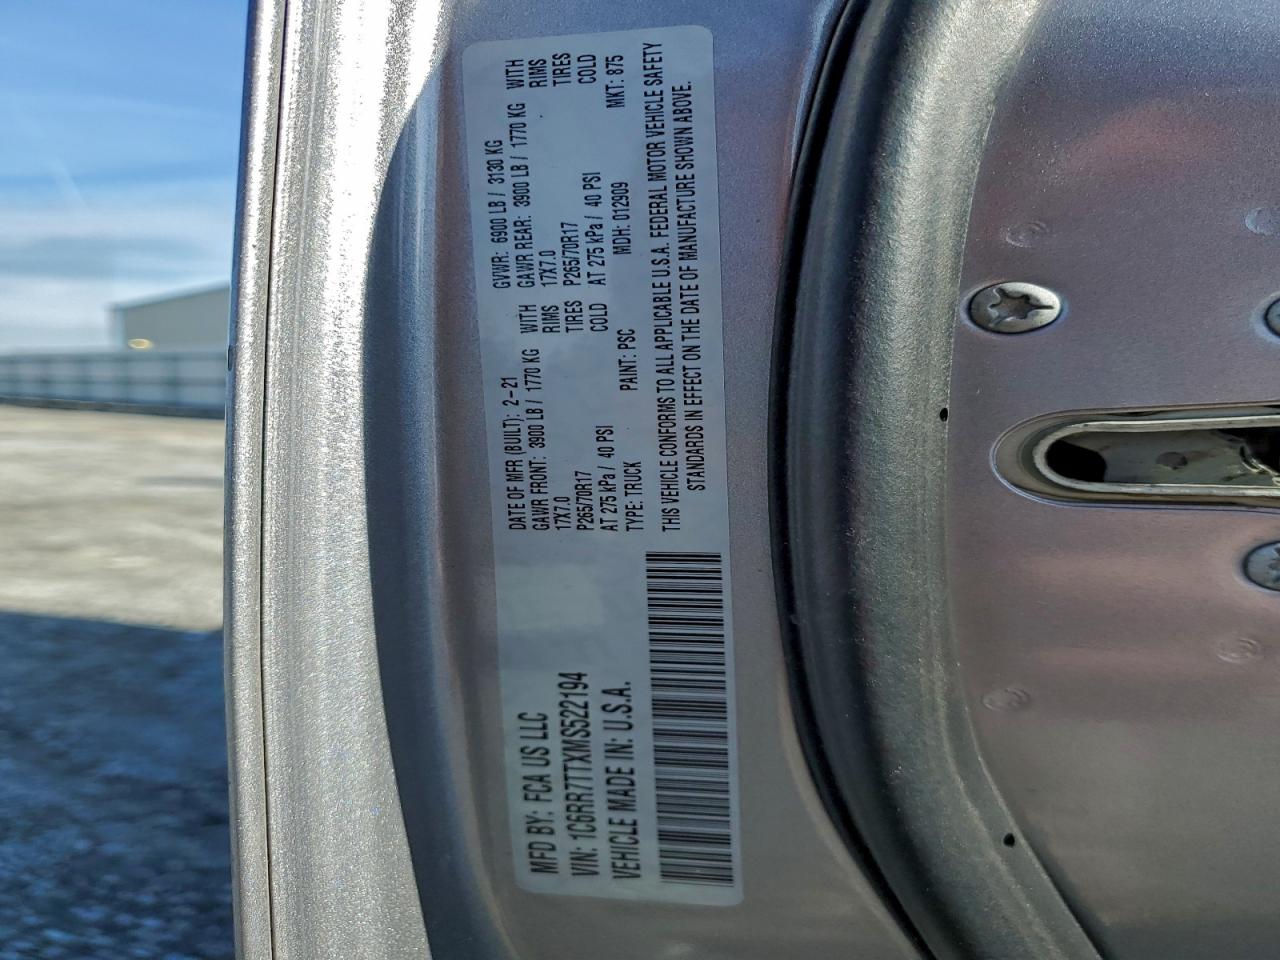 MFD BY: FCA US LLC
VIN: 1C6RR7TTXMS522194
VEHICLE MADE IN: U.S.A.
DATE OF MFR (BUILT): 2-21 GVWR: 6900 LB / 3130 KG
GAWR FRONT: 3900 LB / 1770 KG WITH GAWR REAR: 3900 LB / 1770 KG WITH
17X7.0 RIMS 17X7.0 RIMS
P265/70R17 TIRES P265/70R17 TIRES
AT 275 kPa / 40 PSI COLD AT 275 kPa / 40 PSI COLD
TYPE: TRUCK PAINT: PSC MDH: 012909 MKT: 875
THIS VEHICLE CONFORMS TO ALL APPLICABLE U.S.A. FEDERAL MOTOR VEHICLE SAFETY
STANDARDS IN EFFECT ON THE DATE OF MANUFACTURE SHOWN ABOVE.